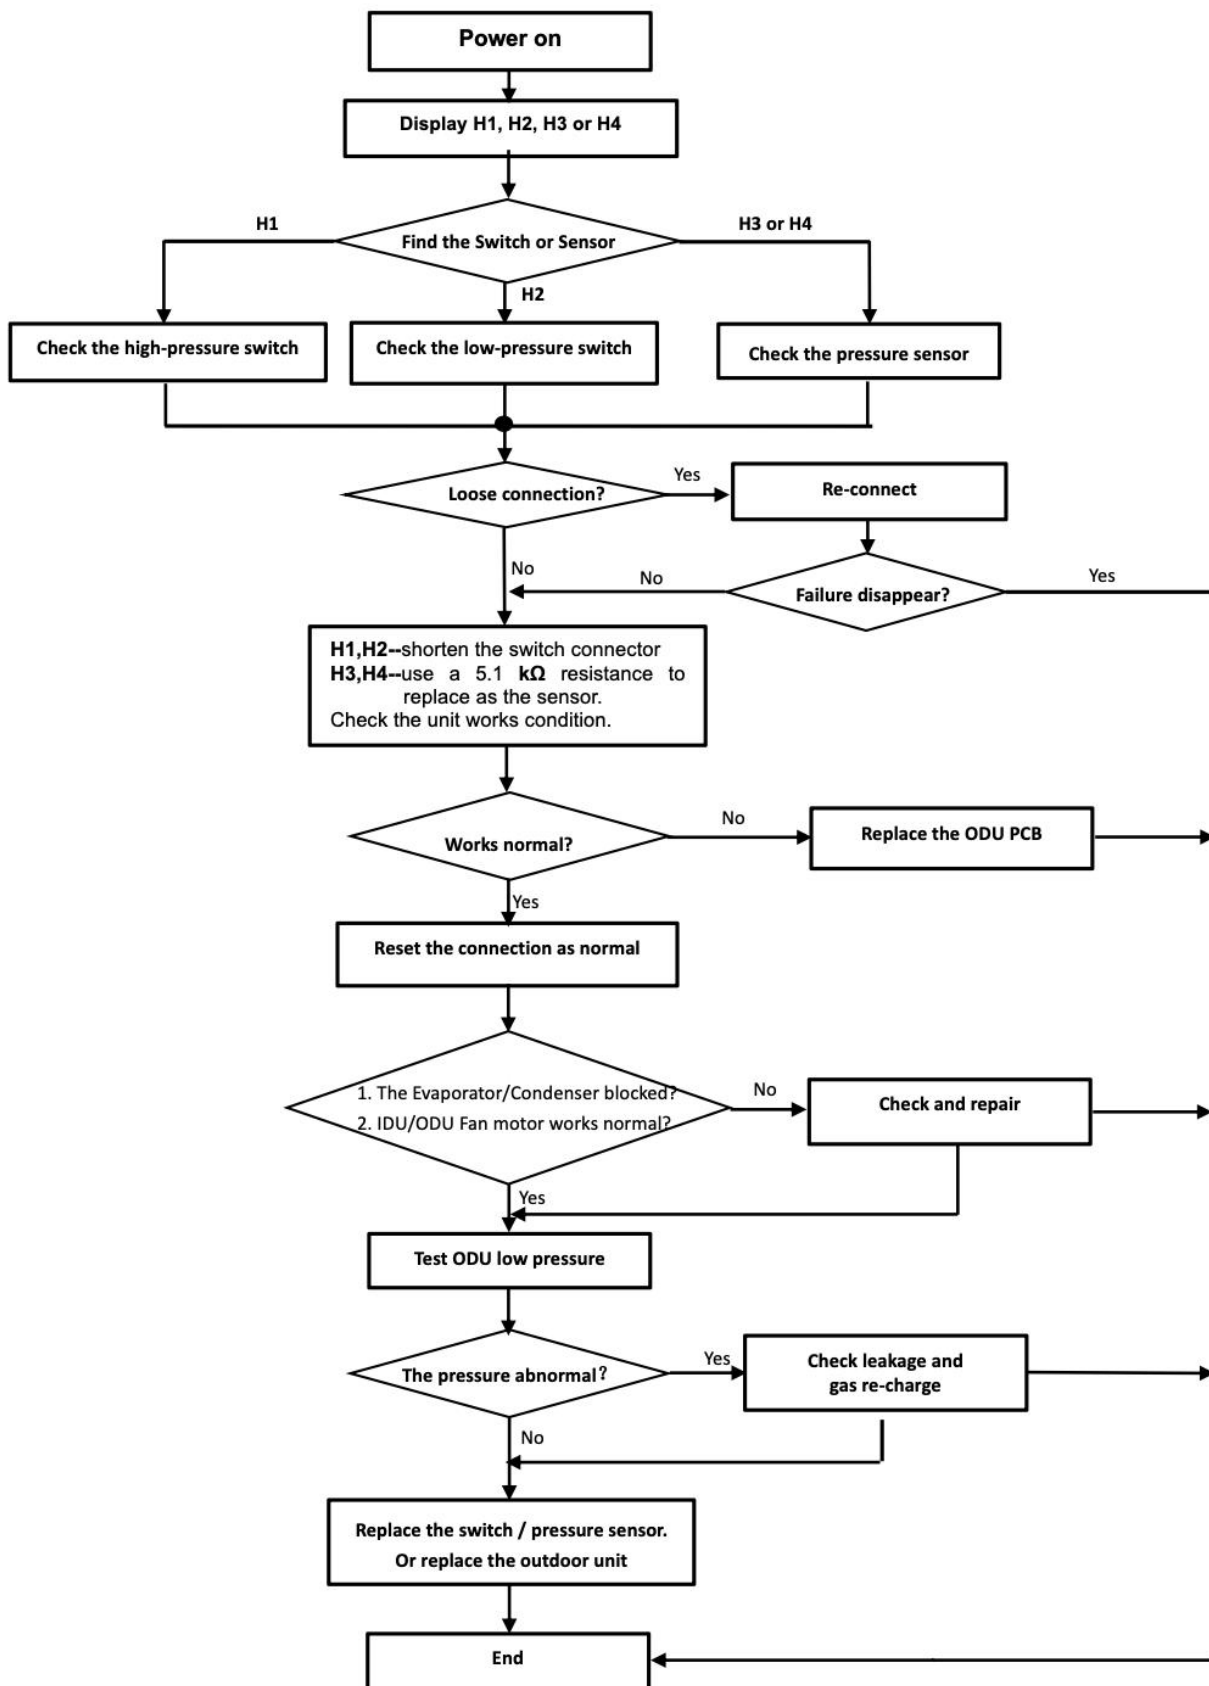 Power on
Display H1, H2, H3 or H4
H1
H3 or H4
Find the Switch or Sensor
H2
Check the high-pressure switch
Check the low-pressure switch
Check the pressure sensor
Yes
Loose connection?
Re-connect
No
No
Yes
Failure disappear?
H1,H2--shorten the switch connector
H3,H4--use a 5.1 kΩ resistance to
replace as the sensor.
Check the unit works condition.
No
Works normal?
Replace the ODU PCB
Yes
Reset the connection as normal
1. The Evaporator/Condenser blocked?
2. IDU/ODU Fan motor works normal?
No
Check and repair
Yes
Test ODU low pressure
The pressure abnormal?
Yes
Check leakage and
gas re-charge
No
Replace the switch / pressure sensor.
Or replace the outdoor unit
End